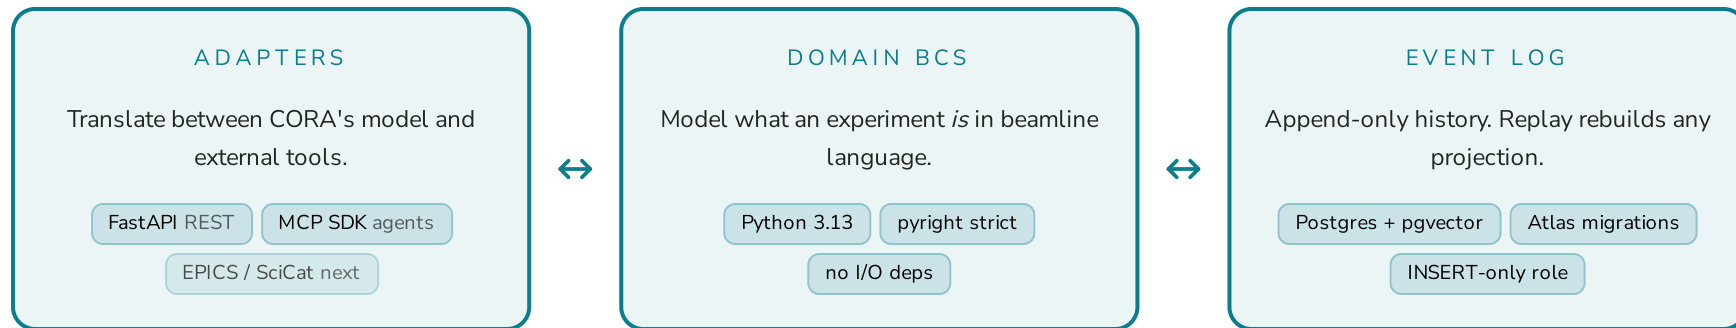 ADAPTERS
Translate between CORA's model and
external tools.
FastAPI REST
MCP SDK agents
EPICS / SciCat next
DOMAIN BCS
Model what an experiment is in beamline
language.
Python 3.13
pyright strict
no I/O deps
EVENT LOG
Append-only history. Replay rebuilds any
projection.
Postgres + pgvector
Atlas migrations
INSERT-only role